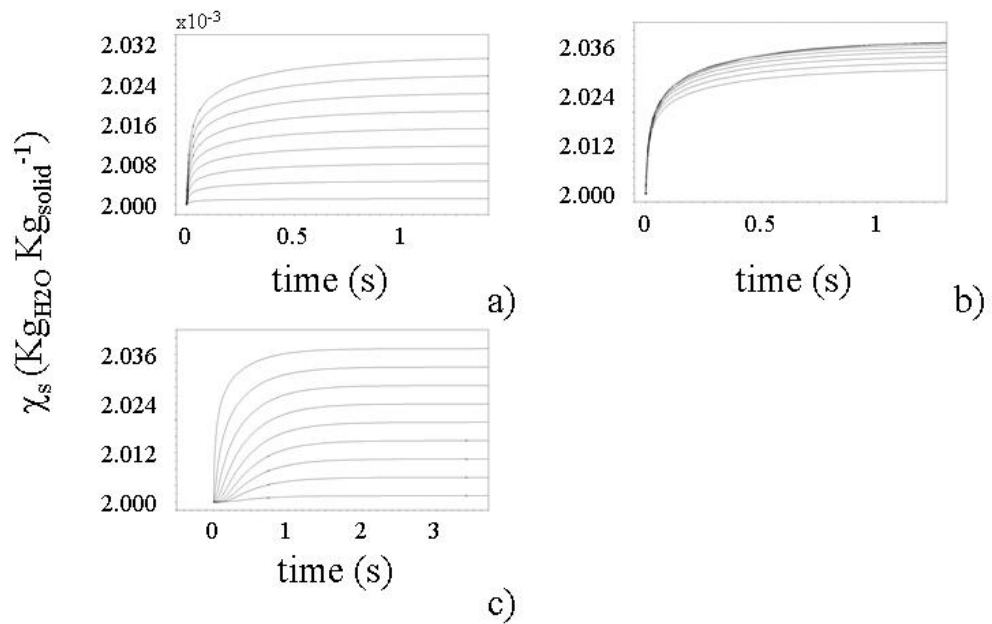 x10-3
2.032
2.024
2.016
2.008
2.000
0 0.5 1
time (s)
a)
2.036
2.024
2.012
2.000
0 0.5 1
time (s)
b)
χs (KgH2O Kgsolid-1)
2.036
2.024
2.012
2.000
0 1 2 3
time (s)
c)